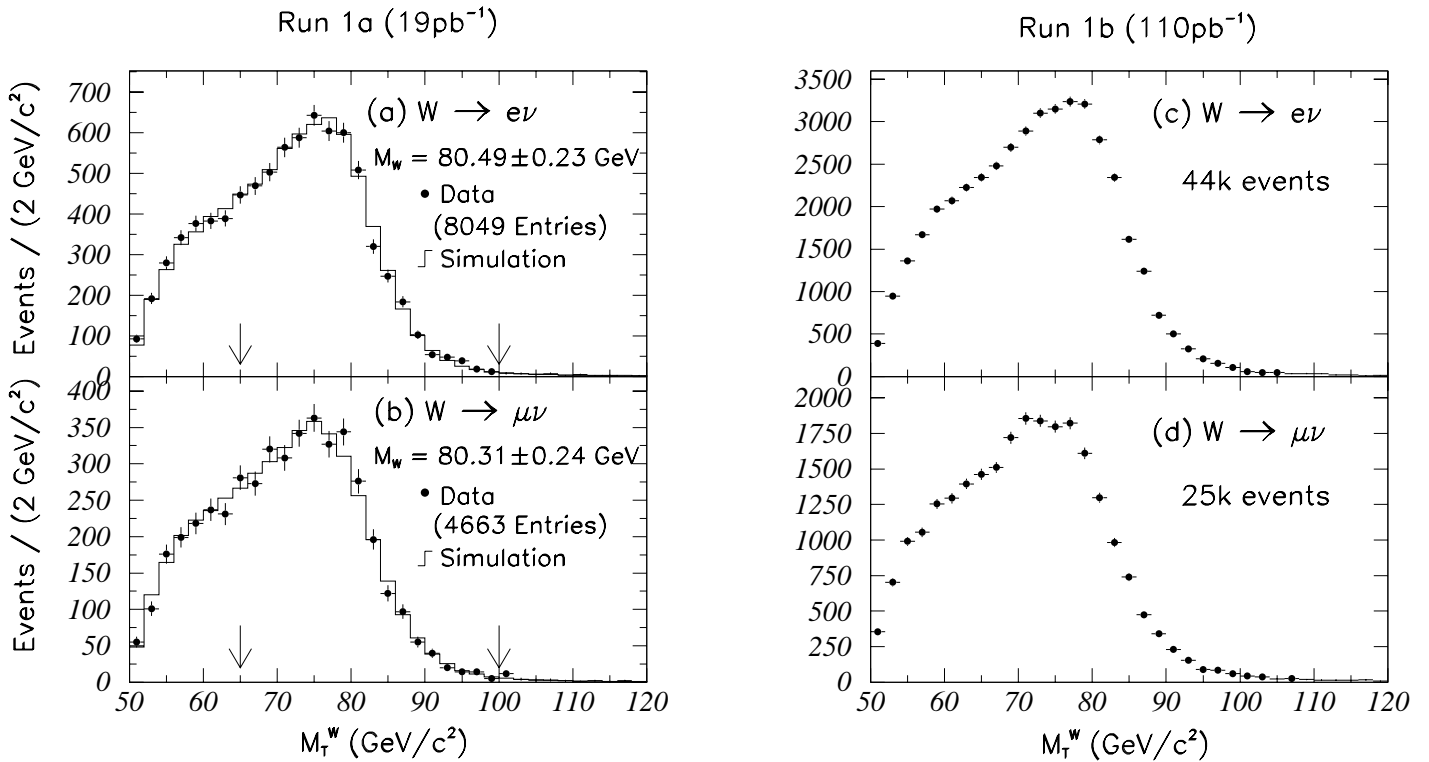 Run 1a (19pb⁻¹)
Run 1b (110pb⁻¹)
Events / (2 GeV/c²)
700
600
500
400
300
200
100
0
(a) W → eν
M_W = 80.49±0.23 GeV
Data
(8049 Entries)
Simulation
Events / (2 GeV/c²)
400
350
300
250
200
150
100
50
0
(b) W → μν
M_W = 80.31±0.24 GeV
Data
(4663 Entries)
Simulation
50 60 70 80 90 100 110 120
M_T^W (GeV/c²)
3500
3000
2500
2000
1500
1000
500
0
(c) W → eν
44k events
2000
1750
1500
1250
1000
750
500
250
0
(d) W → μν
25k events
50 60 70 80 90 100 110 120
M_T^W (GeV/c²)